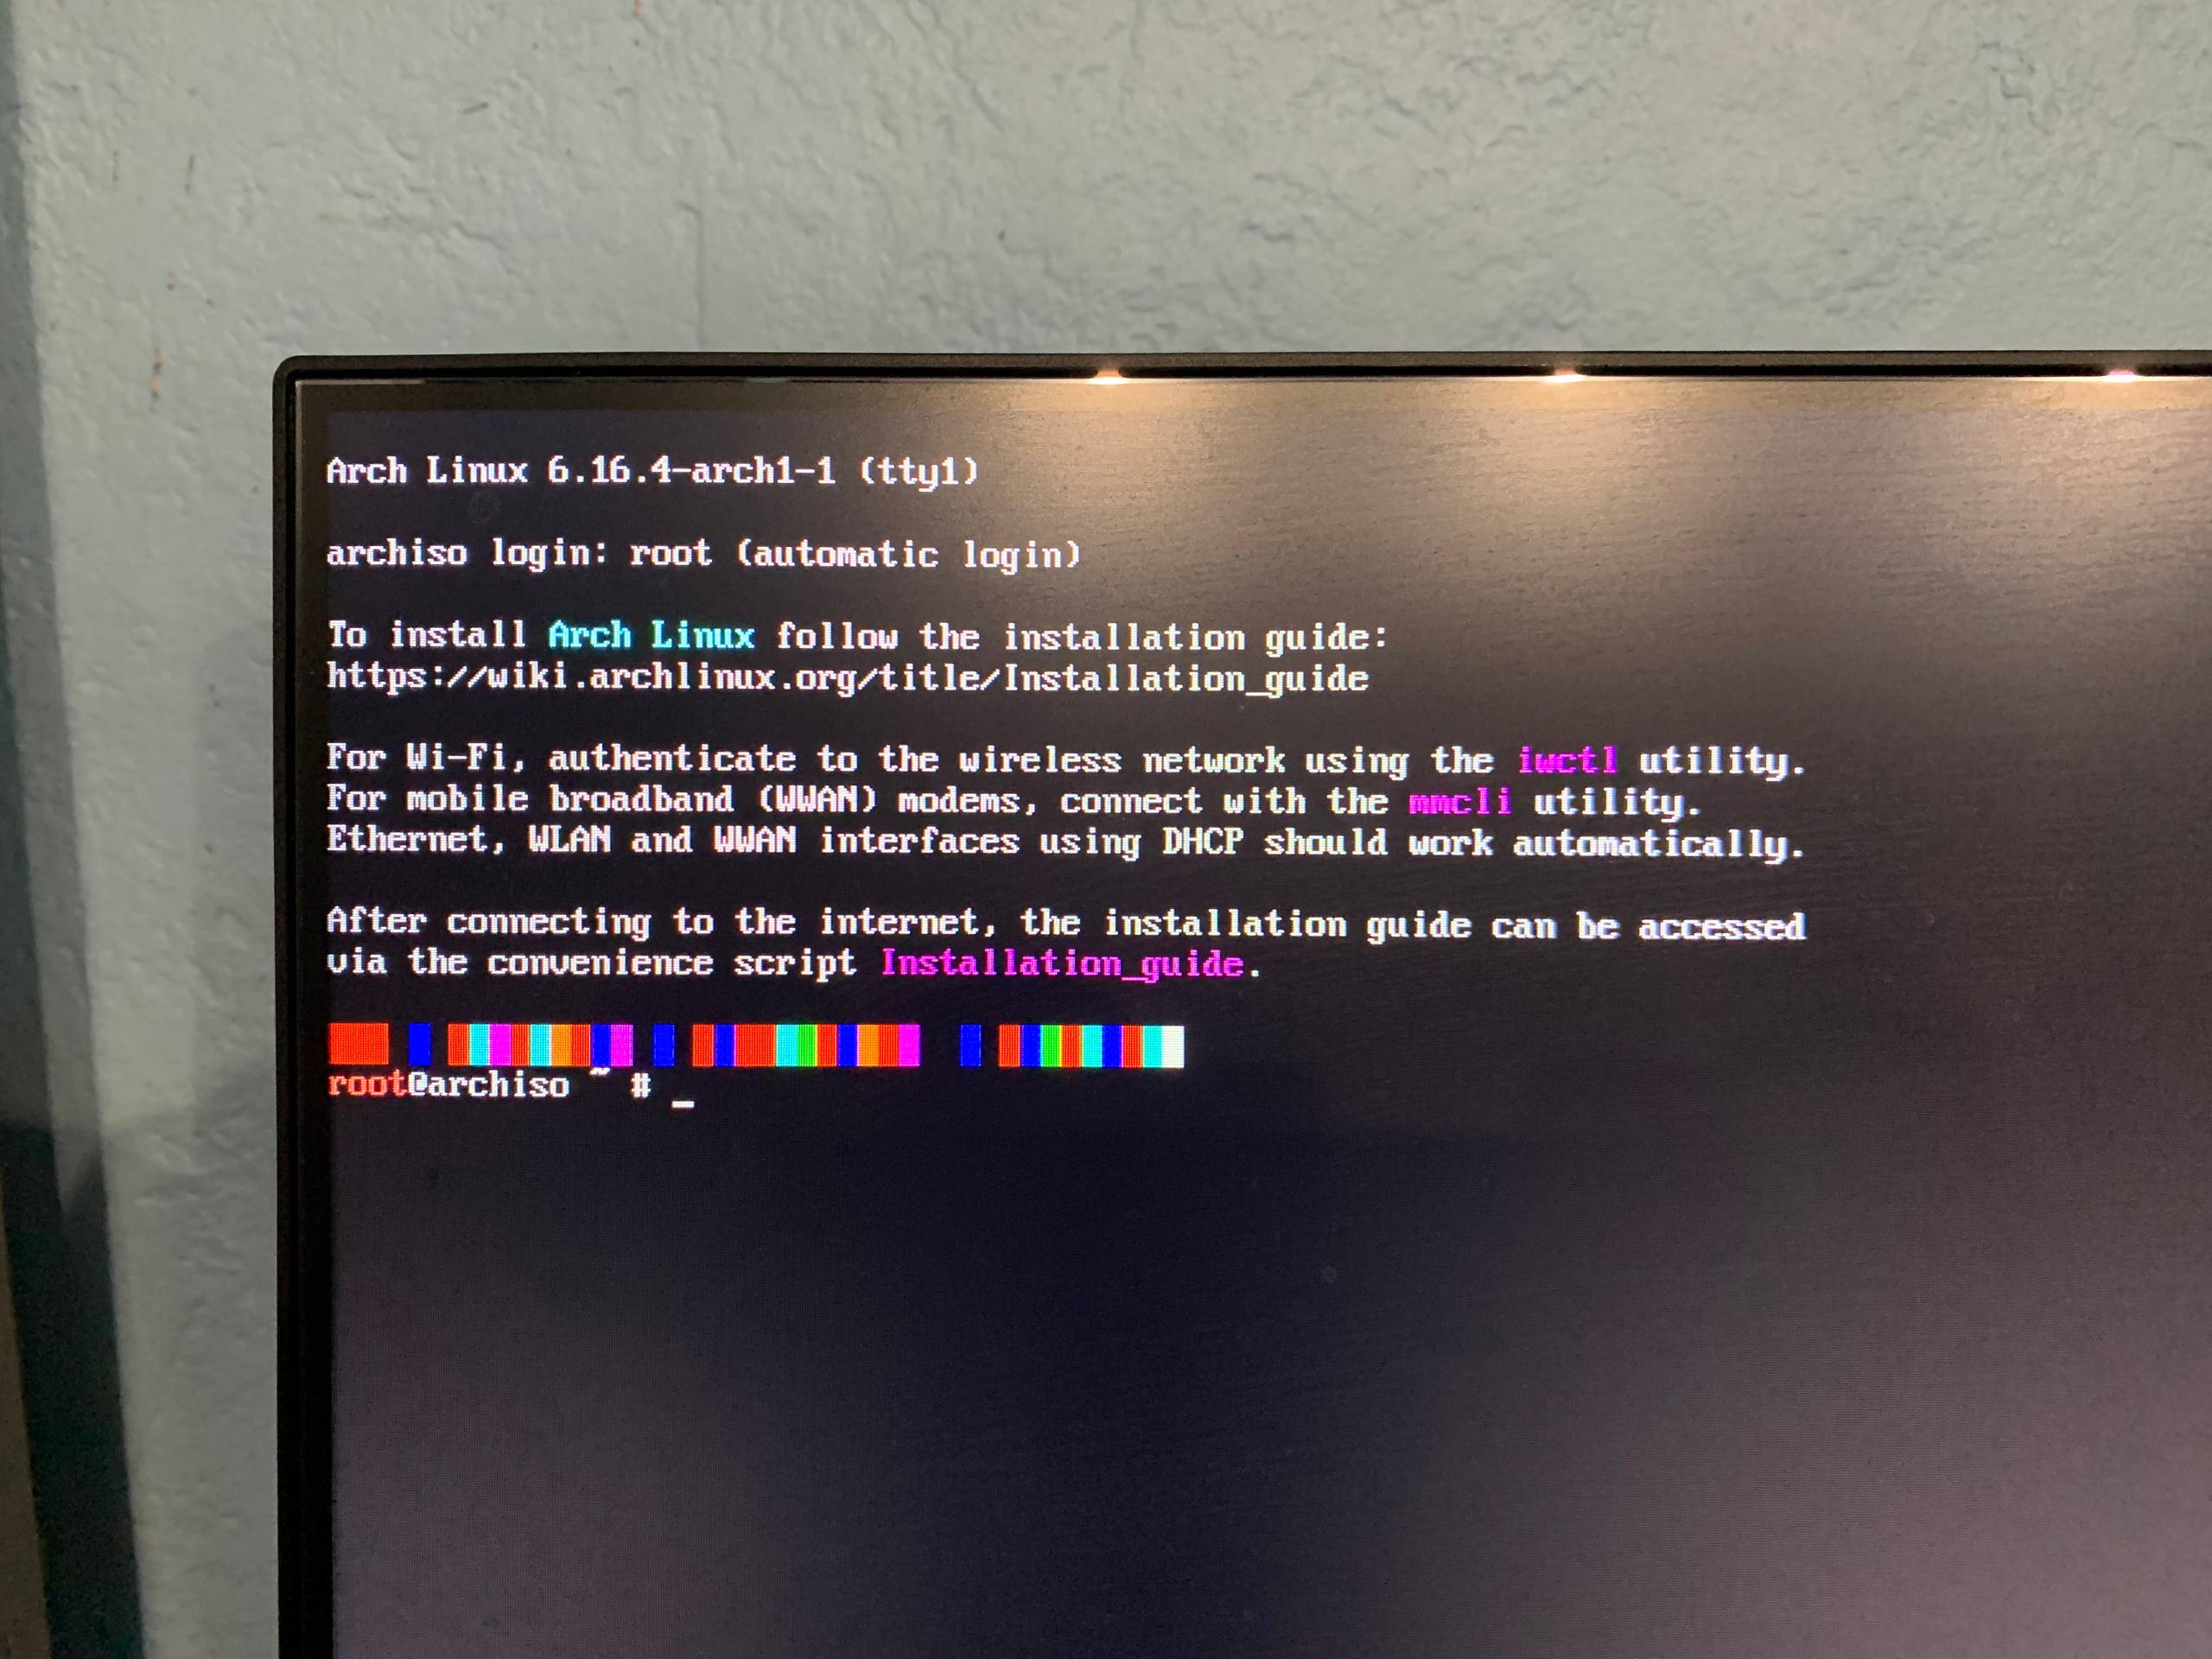 Arch Linux 6.16.4-arch1-1 (tty1)
archiso login: root (automatic login)
To install Arch Linux follow the installation guide:
https://wiki.archlinux.org/title/Installation_guide
For Wi-Fi, authenticate to the wireless network using the iwctl utility.
For mobile broadband (WWAN) modems, connect with the mmcli utility.
Ethernet, WLAN and WWAN interfaces using DHCP should work automatically.
After connecting to the internet, the installation guide can be accessed
via the convenience script Installation_guide.
root@archiso ~ # _